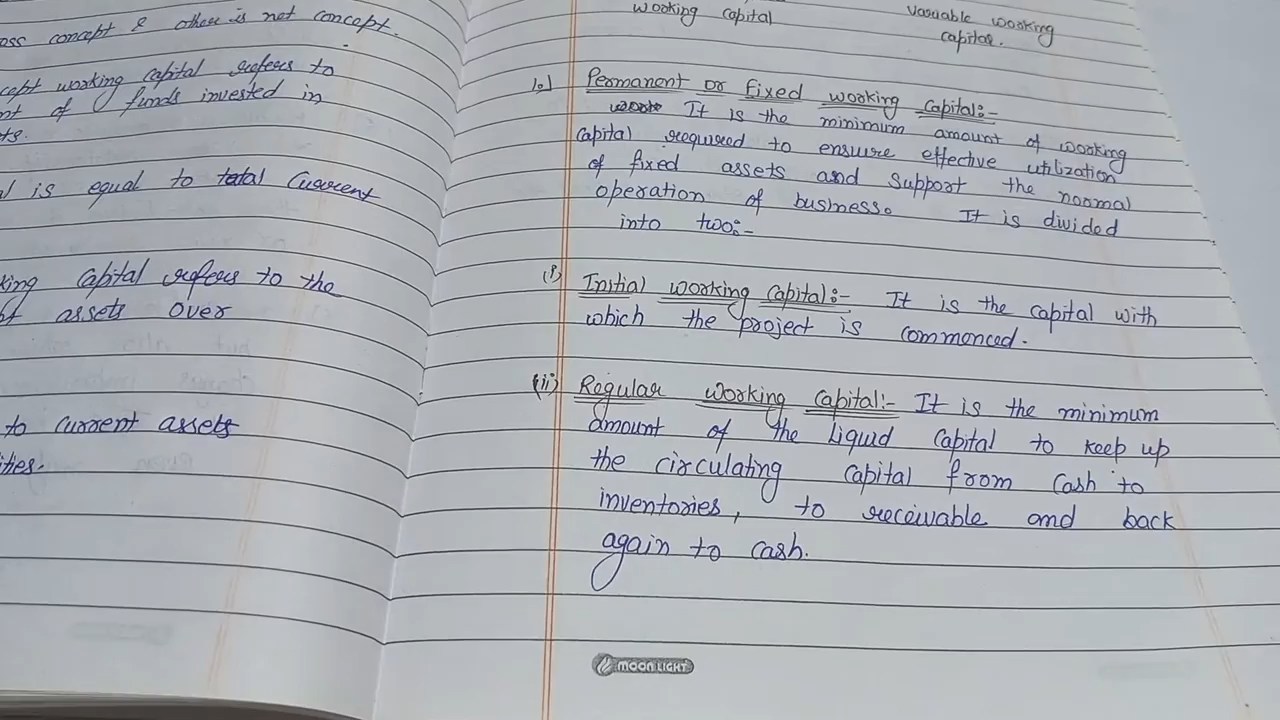 oss concept & other is net concept.
cept working capital refers to
nt of funds invested in
ts.
l is equal to total Current
king Capital refers to the
of assets over
to current assets
ities.
working capital
variable working
capital.
1.) Permanent or fixed working Capital:-
It is the minimum amount of working
Capital required to ensure effective utilization
of fixed assets and support the normal
operation of business. It is divided
into two:-
(i) Initial working Capital:- It is the capital with
which the project is commenced.
(ii) Regular working Capital:- It is the minimum
amount of the Liquid Capital to keep up
the circulating capital from Cash to
inventories, to receivable and back
again to cash.
MOONLIGHT